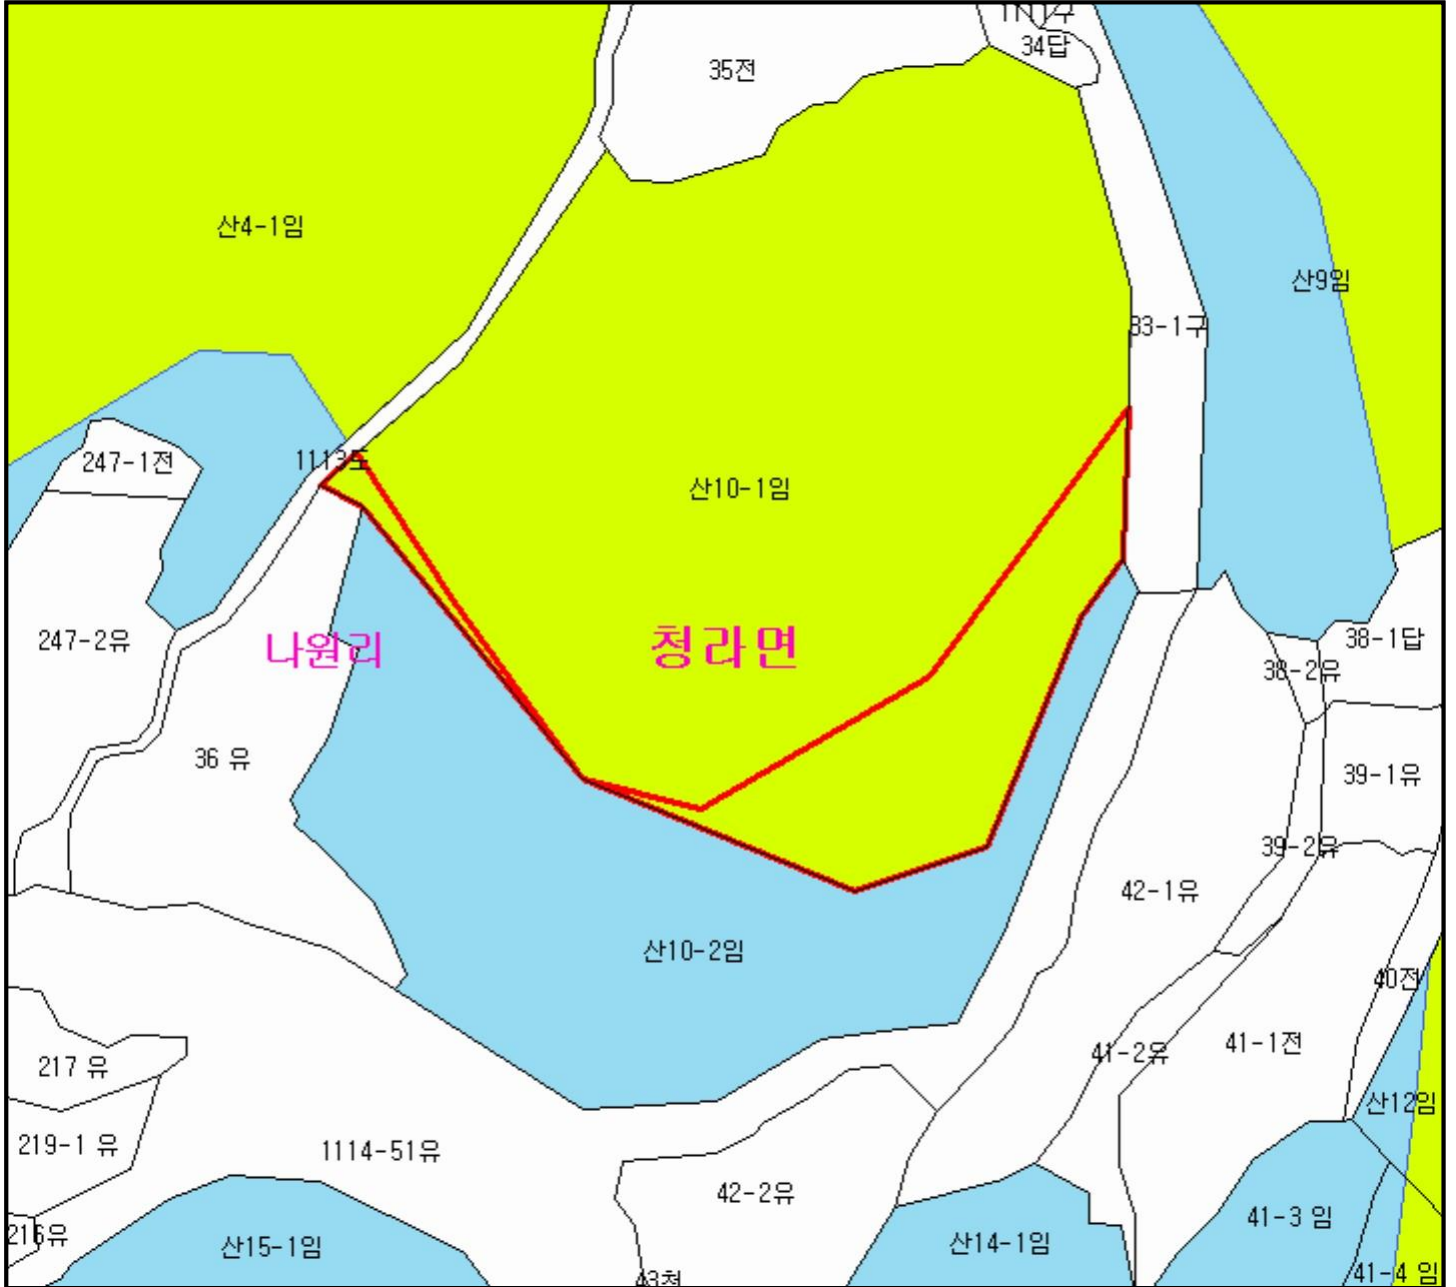 34답
35전
산4-1임
산9임
33-1구
247-1전
1113도
산10-1임
247-2유
나원리
청라면
38-1답
38-2유
36 유
39-1유
39-2유
42-1유
산10-2임
40전
217 유
41-2유
41-1전
산12임
219-1 유
1114-51유
42-2유
41-3 임
216유
산15-1임
산14-1임
41-4 임